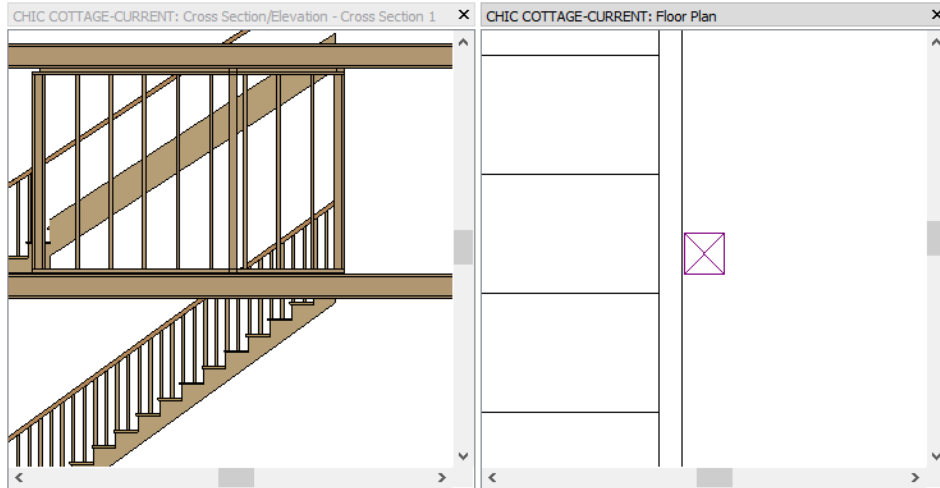 CHIC COTTAGE-CURRENT: Cross Section/Elevation - Cross Section 1
CHIC COTTAGE-CURRENT: Floor Plan